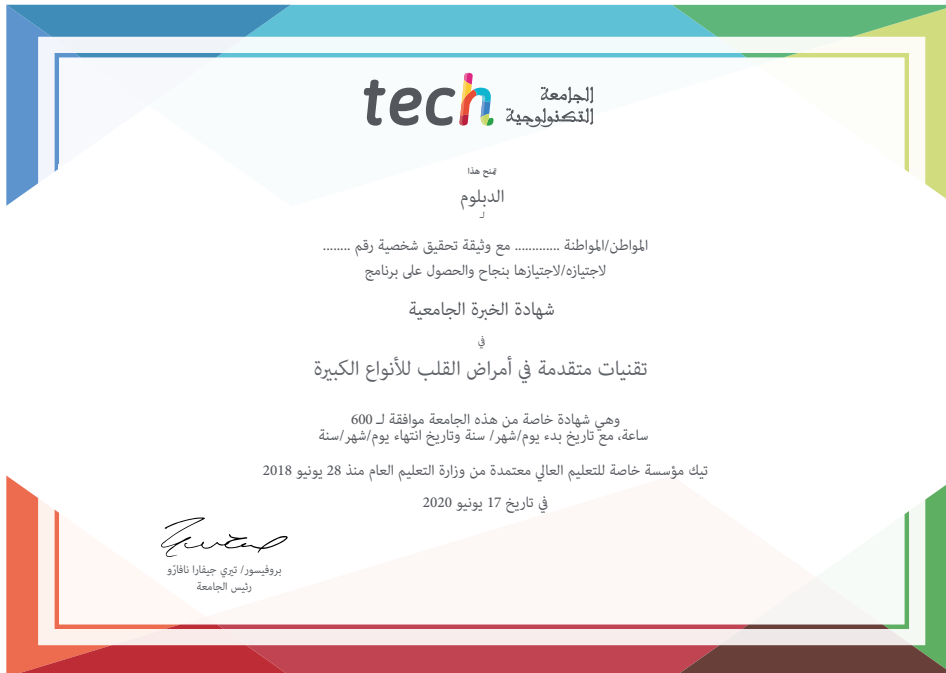 tech الجامعة
التكنولوجية
يمنح هذا
الدبلوم
لـ
المواطن/المواطنة ............ مع وثيقة تحقيق شخصية رقم ........
لاجتيازه/لاجتيازها بنجاح والحصول على برنامج
شهادة الخبرة الجامعية
في
تقنيات متقدمة في أمراض القلب للأنواع الكبيرة
وهي شهادة خاصة من هذه الجامعة موافقة لـ 600
ساعة، مع تاريخ بدء يوم/شهر/ سنة وتاريخ انتهاء يوم/شهر/سنة
تيك مؤسسة خاصة للتعليم العالي معتمدة من وزارة التعليم العام منذ 28 يونيو 2018
في تاريخ 17 يونيو 2020
بروفيسور/ تيري جيفارا نافارّو
رئيس الجامعة